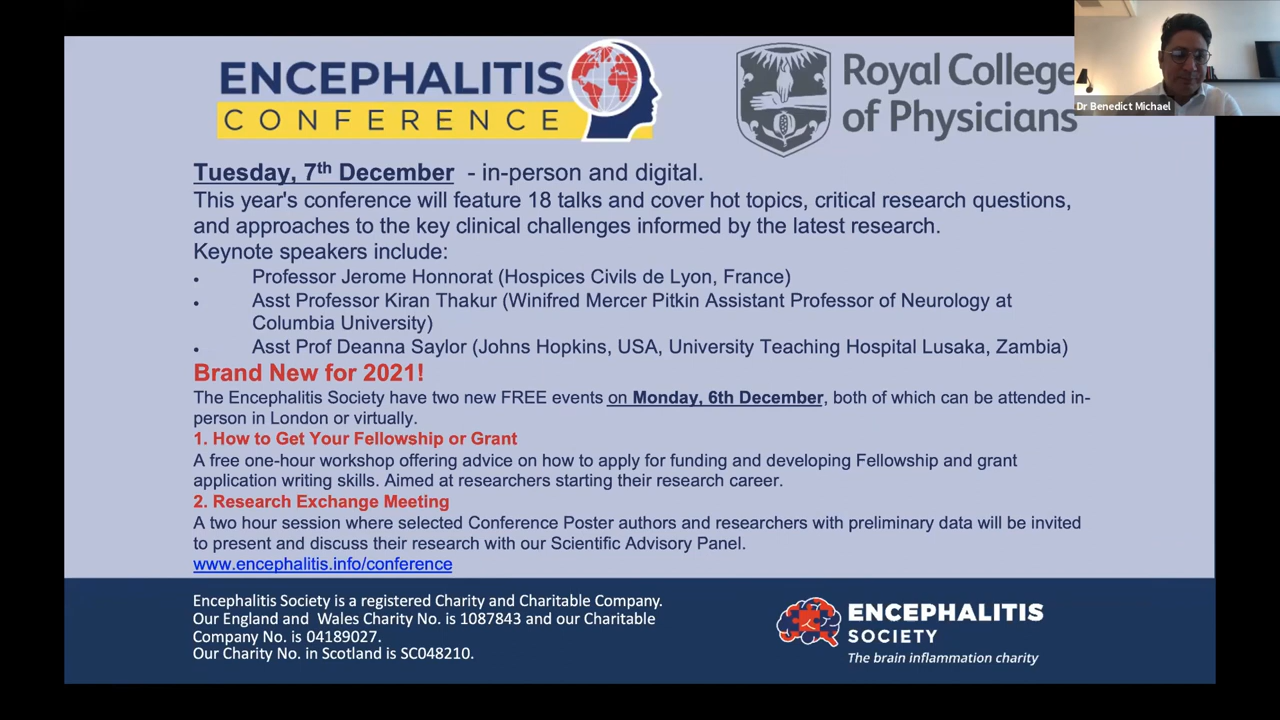 ENCEPHALITIS
CONFERENCE
Royal College
of Physicians
Dr Benedict Michael
Tuesday, 7th December - in-person and digital.
This year's conference will feature 18 talks and cover hot topics, critical research questions,
and approaches to the key clinical challenges informed by the latest research.
Keynote speakers include:
• Professor Jerome Honnorat (Hospices Civils de Lyon, France)
• Asst Professor Kiran Thakur (Winifred Mercer Pitkin Assistant Professor of Neurology at
Columbia University)
• Asst Prof Deanna Saylor (Johns Hopkins, USA, University Teaching Hospital Lusaka, Zambia)
Brand New for 2021!
The Encephalitis Society have two new FREE events on Monday, 6th December, both of which can be attended in-
person in London or virtually.
1. How to Get Your Fellowship or Grant
A free one-hour workshop offering advice on how to apply for funding and developing Fellowship and grant
application writing skills. Aimed at researchers starting their research career.
2. Research Exchange Meeting
A two hour session where selected Conference Poster authors and researchers with preliminary data will be invited
to present and discuss their research with our Scientific Advisory Panel.
www.encephalitis.info/conference
Encephalitis Society is a registered Charity and Charitable Company.
Our England and Wales Charity No. is 1087843 and our Charitable
Company No. is 04189027.
Our Charity No. in Scotland is SC048210.
ENCEPHALITIS
SOCIETY
The brain inflammation charity